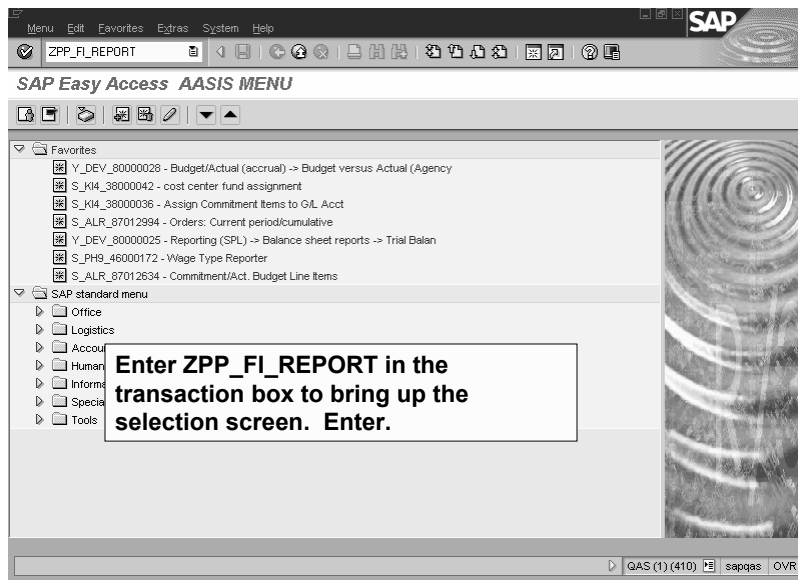 Menu Edit Favorites Extras System Help
SAP
ZPP_FI_REPORT
SAP Easy Access AASIS MENU
Favorites
Y_DEV_80000028 - Budget/Actual (accrual) -> Budget versus Actual (Agency
S_KI4_38000042 - cost center fund assignment
S_KI4_38000036 - Assign Commitment Items to G/L Acct
S_ALR_87012994 - Orders: Current period/cumulative
Y_DEV_80000025 - Reporting (SPL) -> Balance sheet reports -> Trial Balan
S_PH9_46000172 - Wage Type Reporter
S_ALR_87012634 - Commitment/Act. Budget Line Items
SAP standard menu
Office
Logistics
Accou
Human
Informa
Specia
Tools
Enter ZPP_FI_REPORT in the
transaction box to bring up the
selection screen. Enter.
QAS (1) (410) sapqas OVR